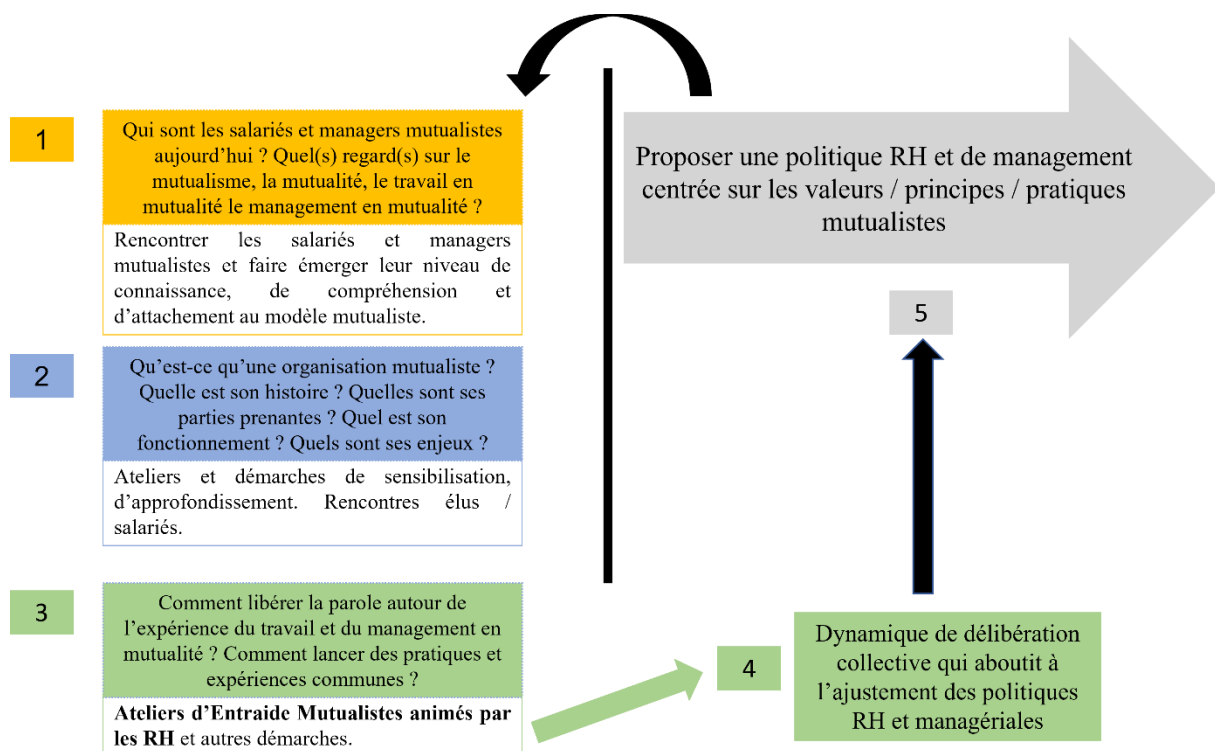 1
Qui sont les salariés et managers mutualistes
aujourd’hui ? Quel(s) regard(s) sur le
mutualisme, la mutualité, le travail en
mutualité le management en mutualité ?
Rencontrer les salariés et managers
mutualistes et faire émerger leur niveau de
connaissance, de compréhension et
d’attachement au modèle mutualiste.
2
Qu’est-ce qu’une organisation mutualiste ?
Quelle est son histoire ? Quelles sont ses
parties prenantes ? Quel est son
fonctionnement ? Quels sont ses enjeux ?
Ateliers et démarches de sensibilisation,
d’approfondissement. Rencontres élus /
salariés.
3
Comment libérer la parole autour de
l’expérience du travail et du management en
mutualité ? Comment lancer des pratiques et
expériences communes ?
Ateliers d’Entraide Mutualistes animés par
les RH et autres démarches.
4
Dynamique de délibération
collective qui aboutit à
l’ajustement des politiques
RH et managériales
5
Proposer une politique RH et de management
centrée sur les valeurs / principes / pratiques
mutualistes